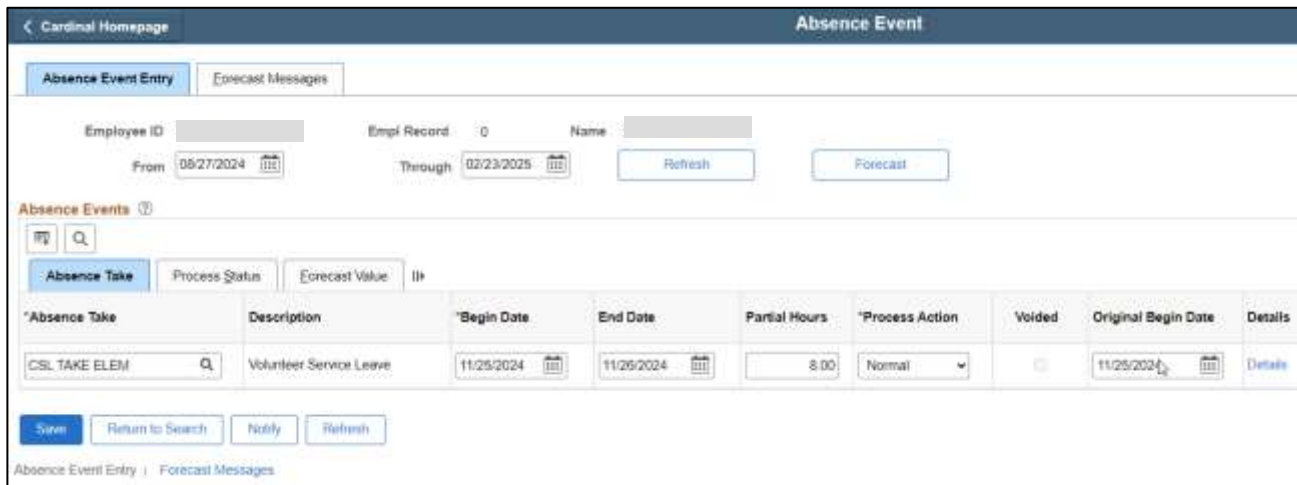 Cardinal Homepage Absence Event
Absence Event Entry Forecast Messages
Employee ID Empl Record 0 Name
From 08/27/2024 Through 02/23/2025 Refresh Forecast
Absence Events
Absence Take Process Status Forecast Value
*Absence Take Description *Begin Date End Date Partial Hours *Process Action Voided Original Begin Date Details
CSL TAKE ELEM Volunteer Service Leave 11/25/2024 11/26/2024 8.00 Normal 11/25/2024 Details
Save Return to Search Notify Refresh
Absence Event Entry | Forecast Messages